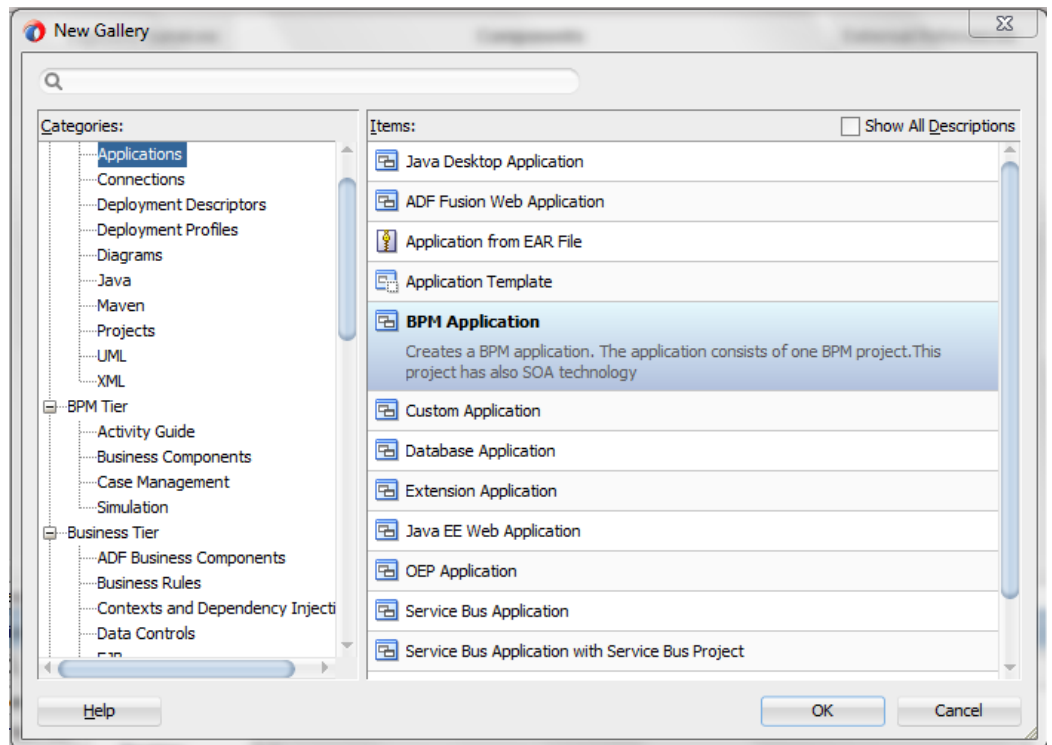 New Gallery
Categories:
Applications
Connections
Deployment Descriptors
Deployment Profiles
Diagrams
Java
Maven
Projects
UML
XML
BPM Tier
Activity Guide
Business Components
Case Management
Simulation
Business Tier
ADF Business Components
Business Rules
Contexts and Dependency Injecti
Data Controls
Items:
Show All Descriptions
Java Desktop Application
ADF Fusion Web Application
Application from EAR File
Application Template
BPM Application
Creates a BPM application. The application consists of one BPM project.This
project has also SOA technology
Custom Application
Database Application
Extension Application
Java EE Web Application
OEP Application
Service Bus Application
Service Bus Application with Service Bus Project
Help
OK
Cancel